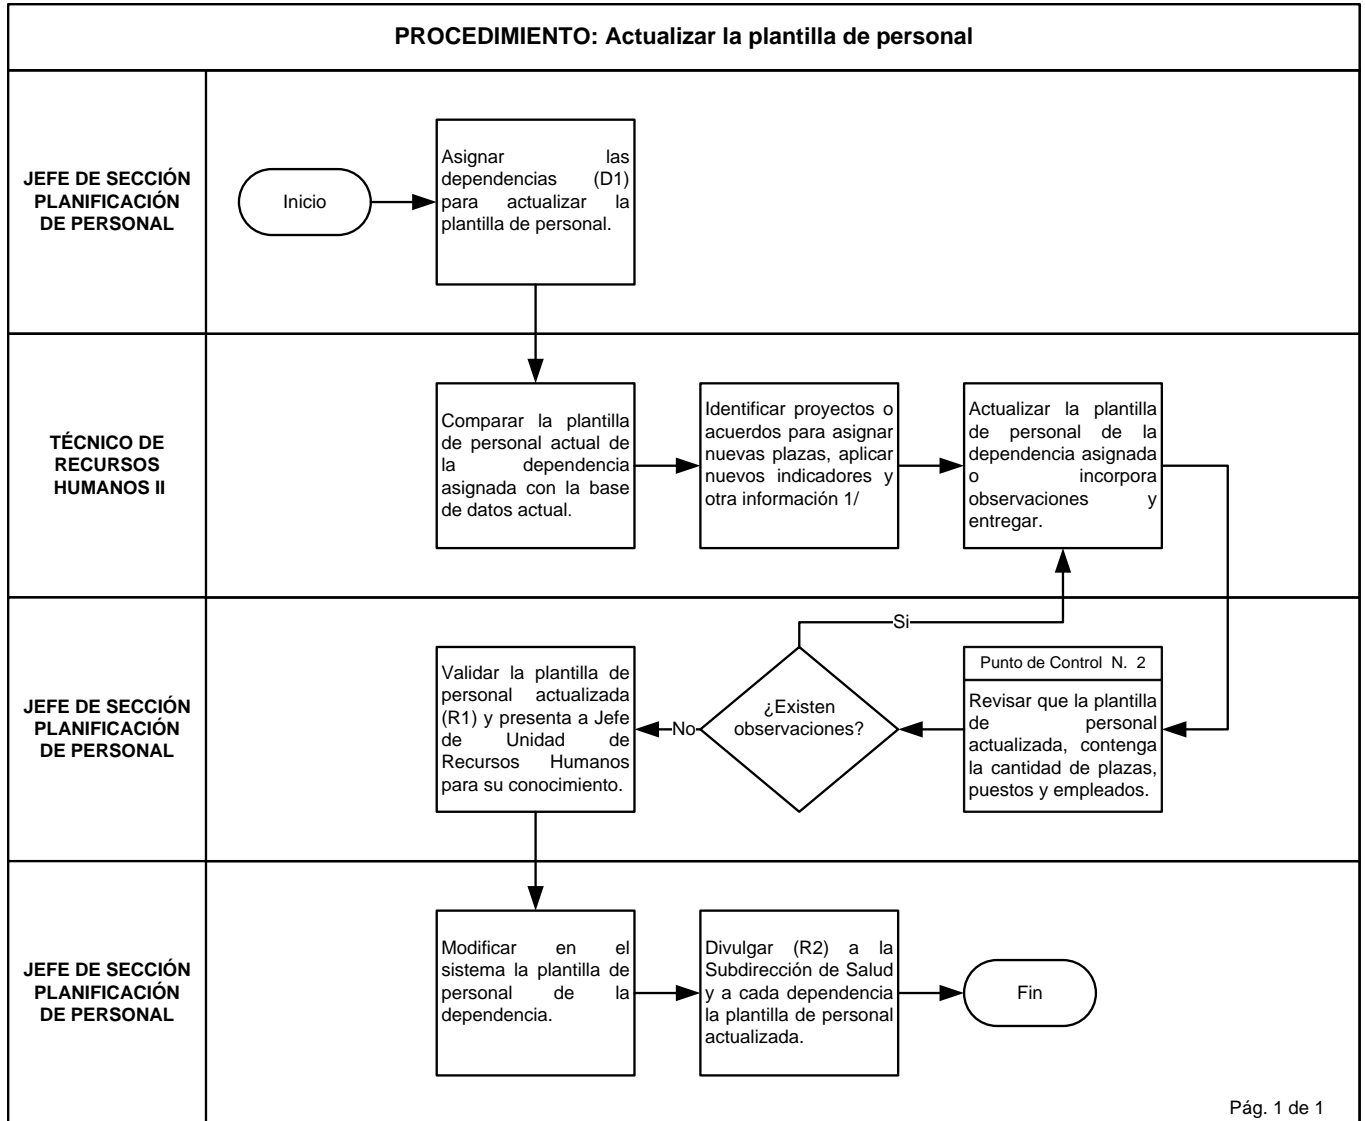 PROCEDIMIENTO: Actualizar la plantilla de personal
JEFE DE SECCIÓN
PLANIFICACIÓN
DE PERSONAL
Inicio
Asignar las
dependencias (D1)
para actualizar la
plantilla de personal.
TÉCNICO DE
RECURSOS
HUMANOS II
Comparar la plantilla
de personal actual de
la dependencia
asignada con la base
de datos actual.
Identificar proyectos o
acuerdos para asignar
nuevas plazas, aplicar
nuevos indicadores y
otra información 1/
Actualizar la plantilla
de personal de la
dependencia asignada
o incorpora
observaciones y
entregar.
JEFE DE SECCIÓN
PLANIFICACIÓN
DE PERSONAL
Validar la plantilla de
personal actualizada
(R1) y presenta a Jefe
de Unidad de
Recursos Humanos
para su conocimiento.
No
¿Existen
observaciones?
Si
Punto de Control N. 2
Revisar que la plantilla
de personal
actualizada, contenga
la cantidad de plazas,
puestos y empleados.
JEFE DE SECCIÓN
PLANIFICACIÓN
DE PERSONAL
Modificar en el
sistema la plantilla de
personal de la
dependencia.
Divulgar (R2) a la
Subdirección de Salud
y a cada dependencia
la plantilla de personal
actualizada.
Fin
Pág. 1 de 1